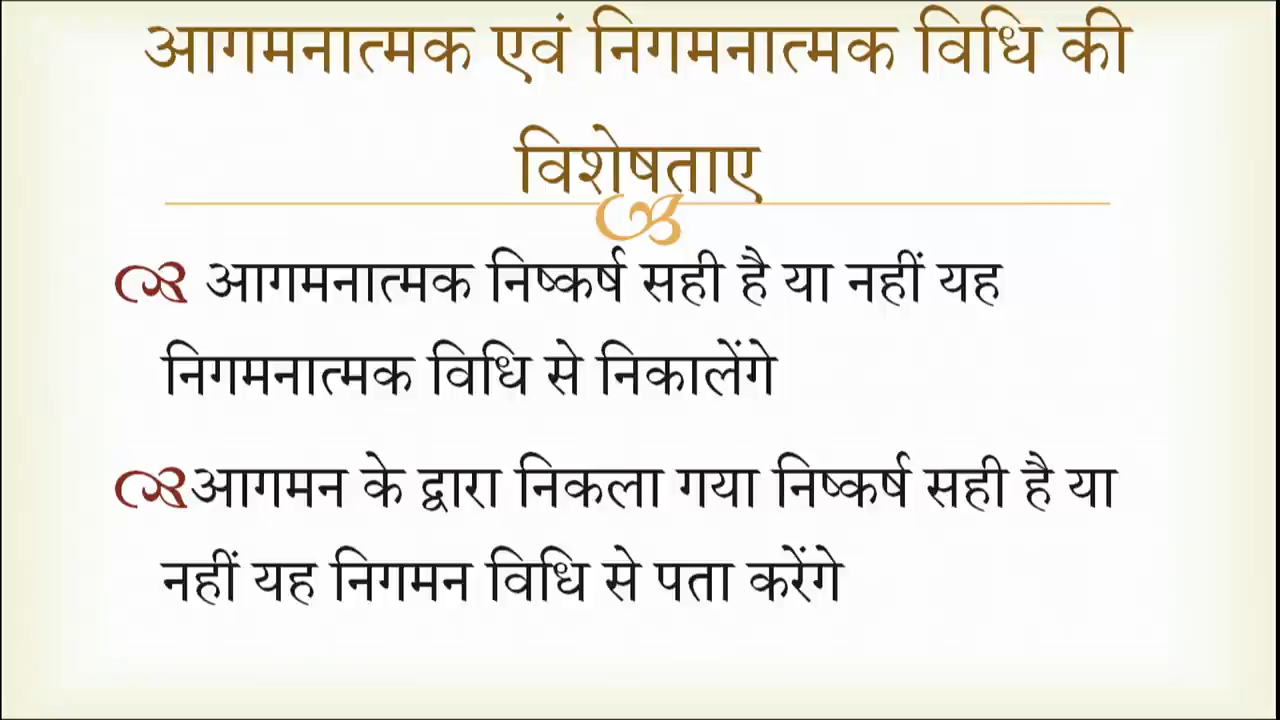 आगमनात्मक एवं निगमनात्मक विधि की
विशेषताए
आगमनात्मक निष्कर्ष सही है या नहीं यह
निगमनात्मक विधि से निकालेंगे
आगमन के द्वारा निकला गया निष्कर्ष सही है या
नहीं यह निगमन विधि से पता करेंगे